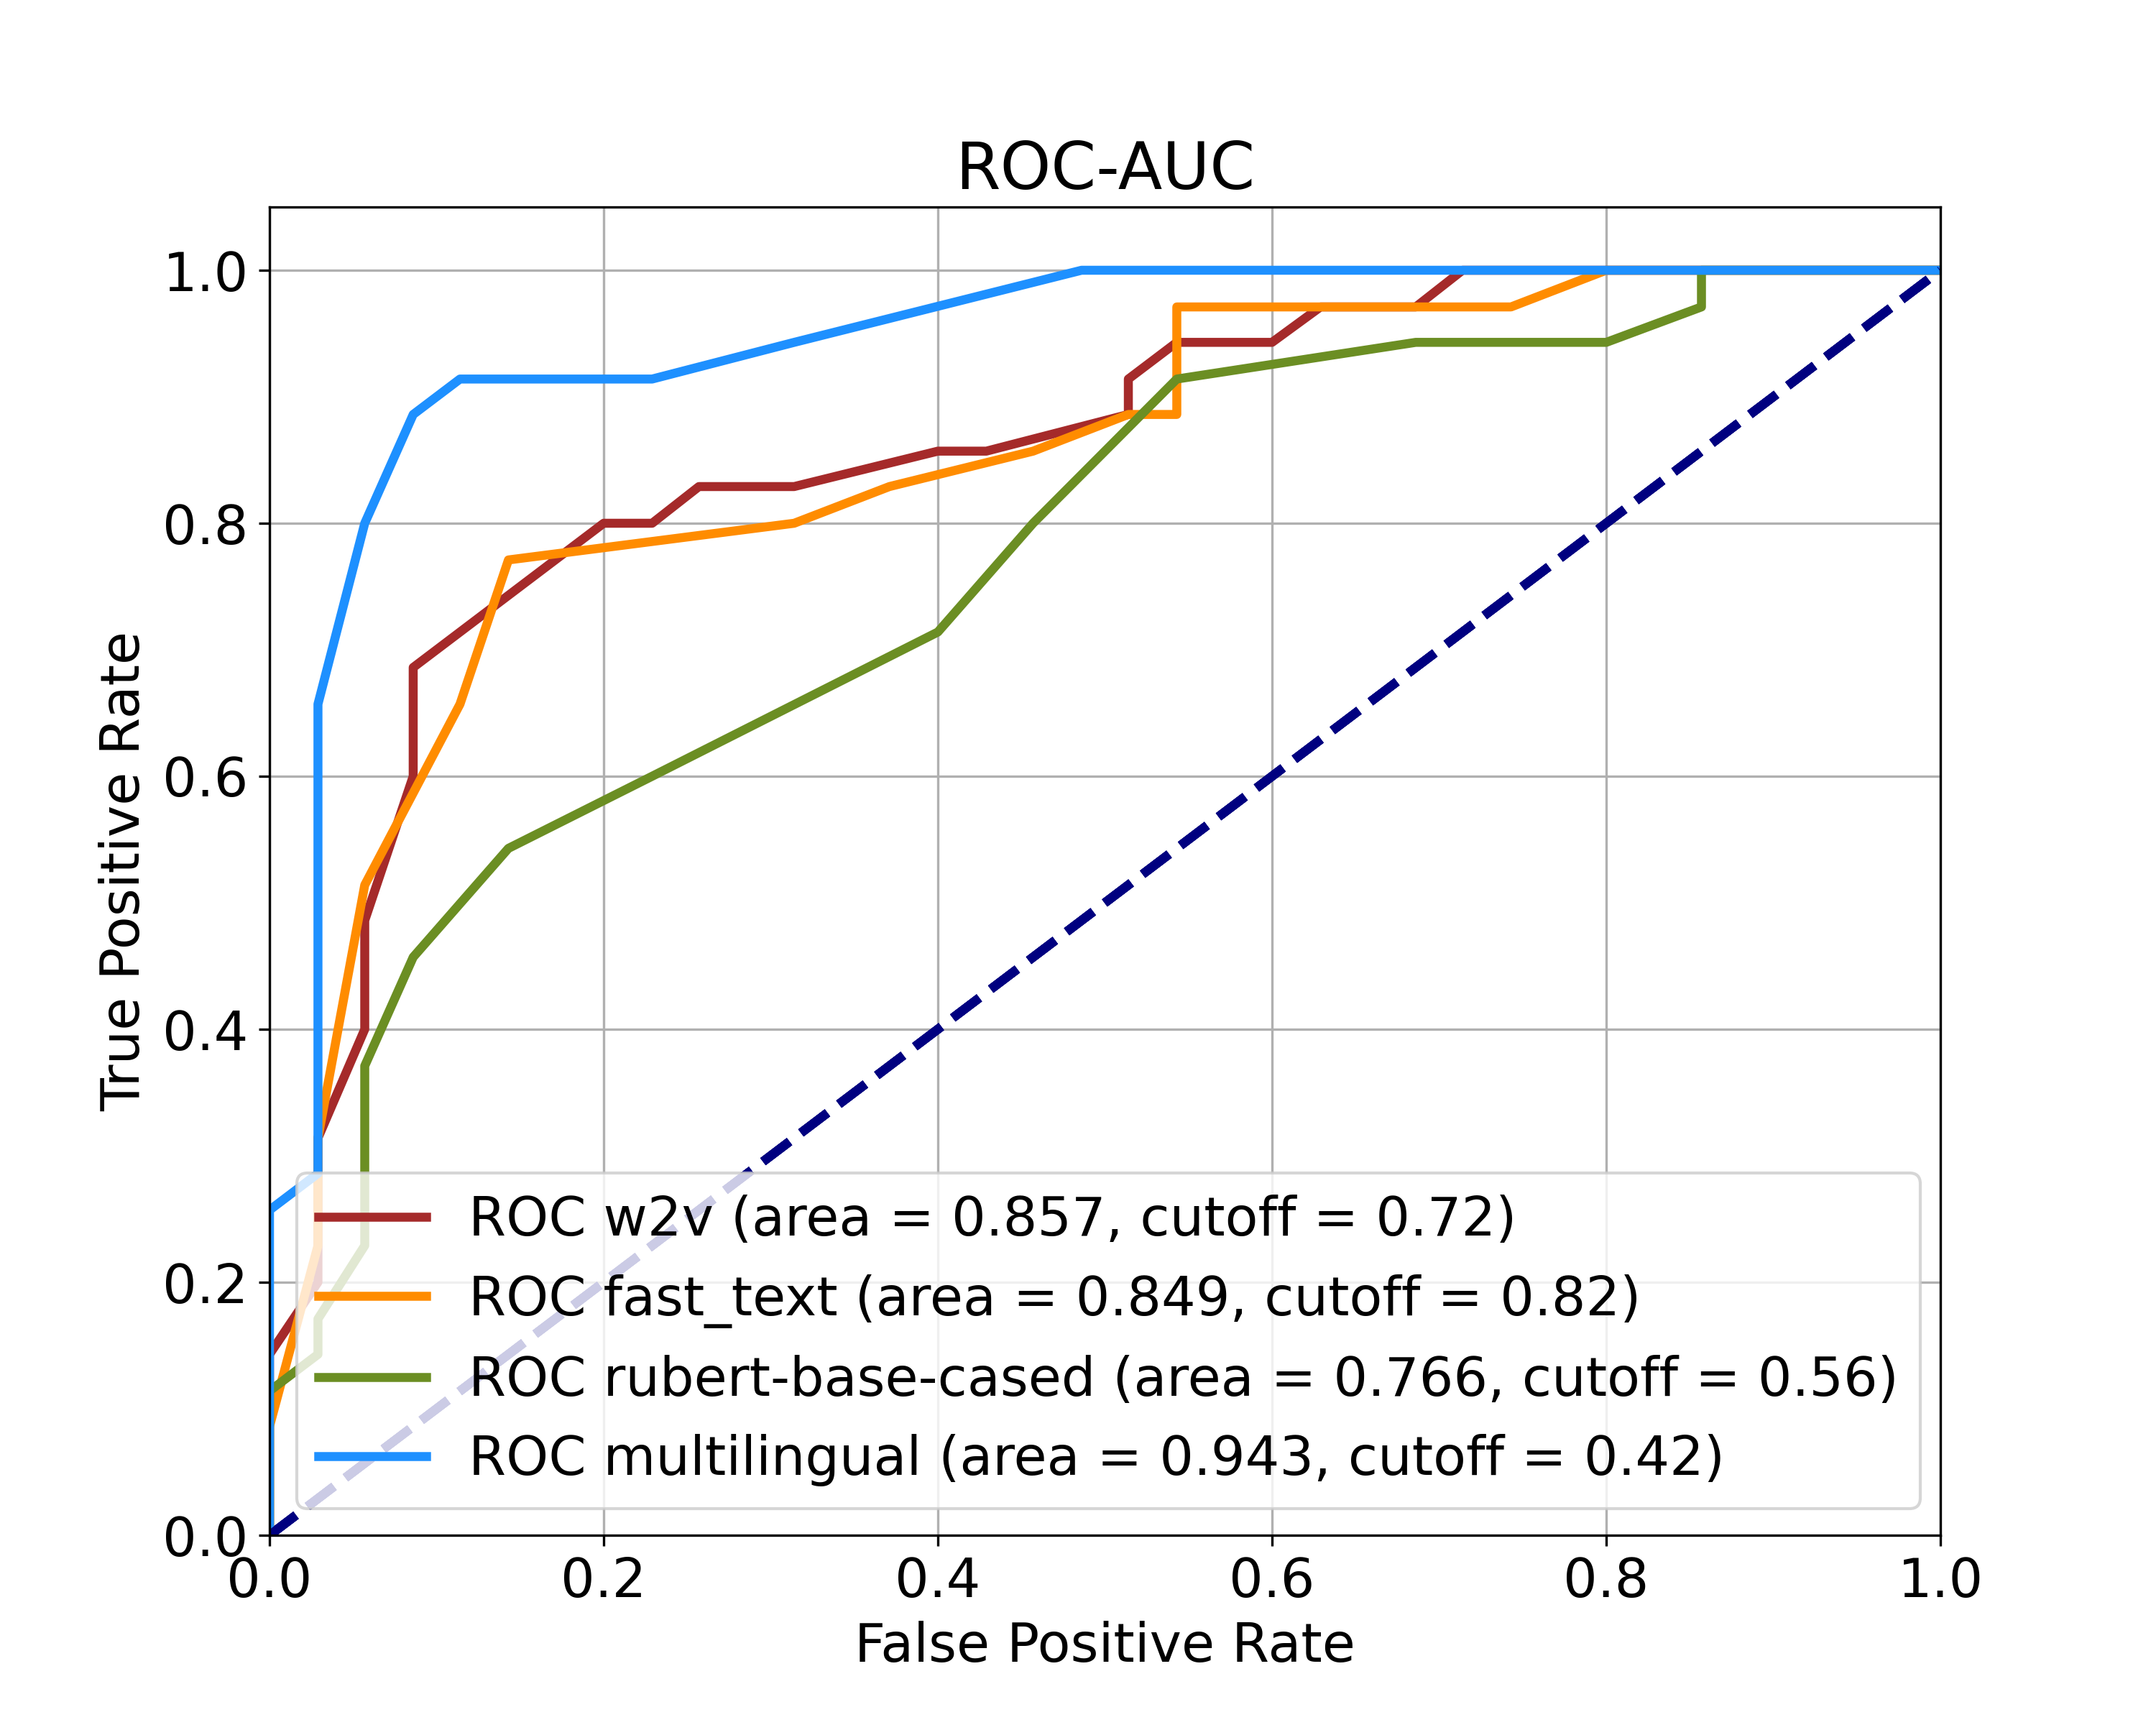 ROC-AUC
1.0
0.8
0.6
0.4
0.2
0.0
True Positive Rate
ROC w2v (area = 0.857, cutoff = 0.72)
ROC fast_text (area = 0.849, cutoff = 0.82)
ROC rubert-base-cased (area = 0.766, cutoff = 0.56)
ROC multilingual (area = 0.943, cutoff = 0.42)
0.0 0.2 0.4 0.6 0.8 1.0
False Positive Rate